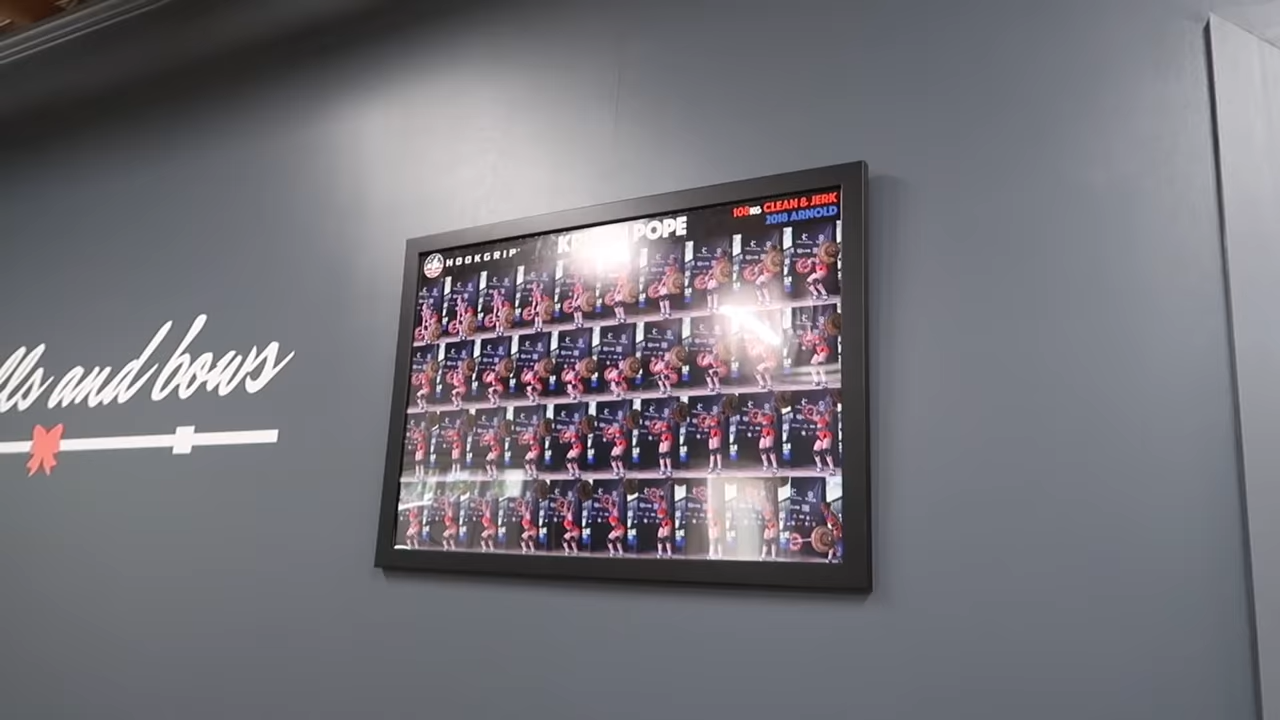 lls and bows
HOOKGRIP
POPE
108KG CLEAN & JERK
2018 ARNOLD